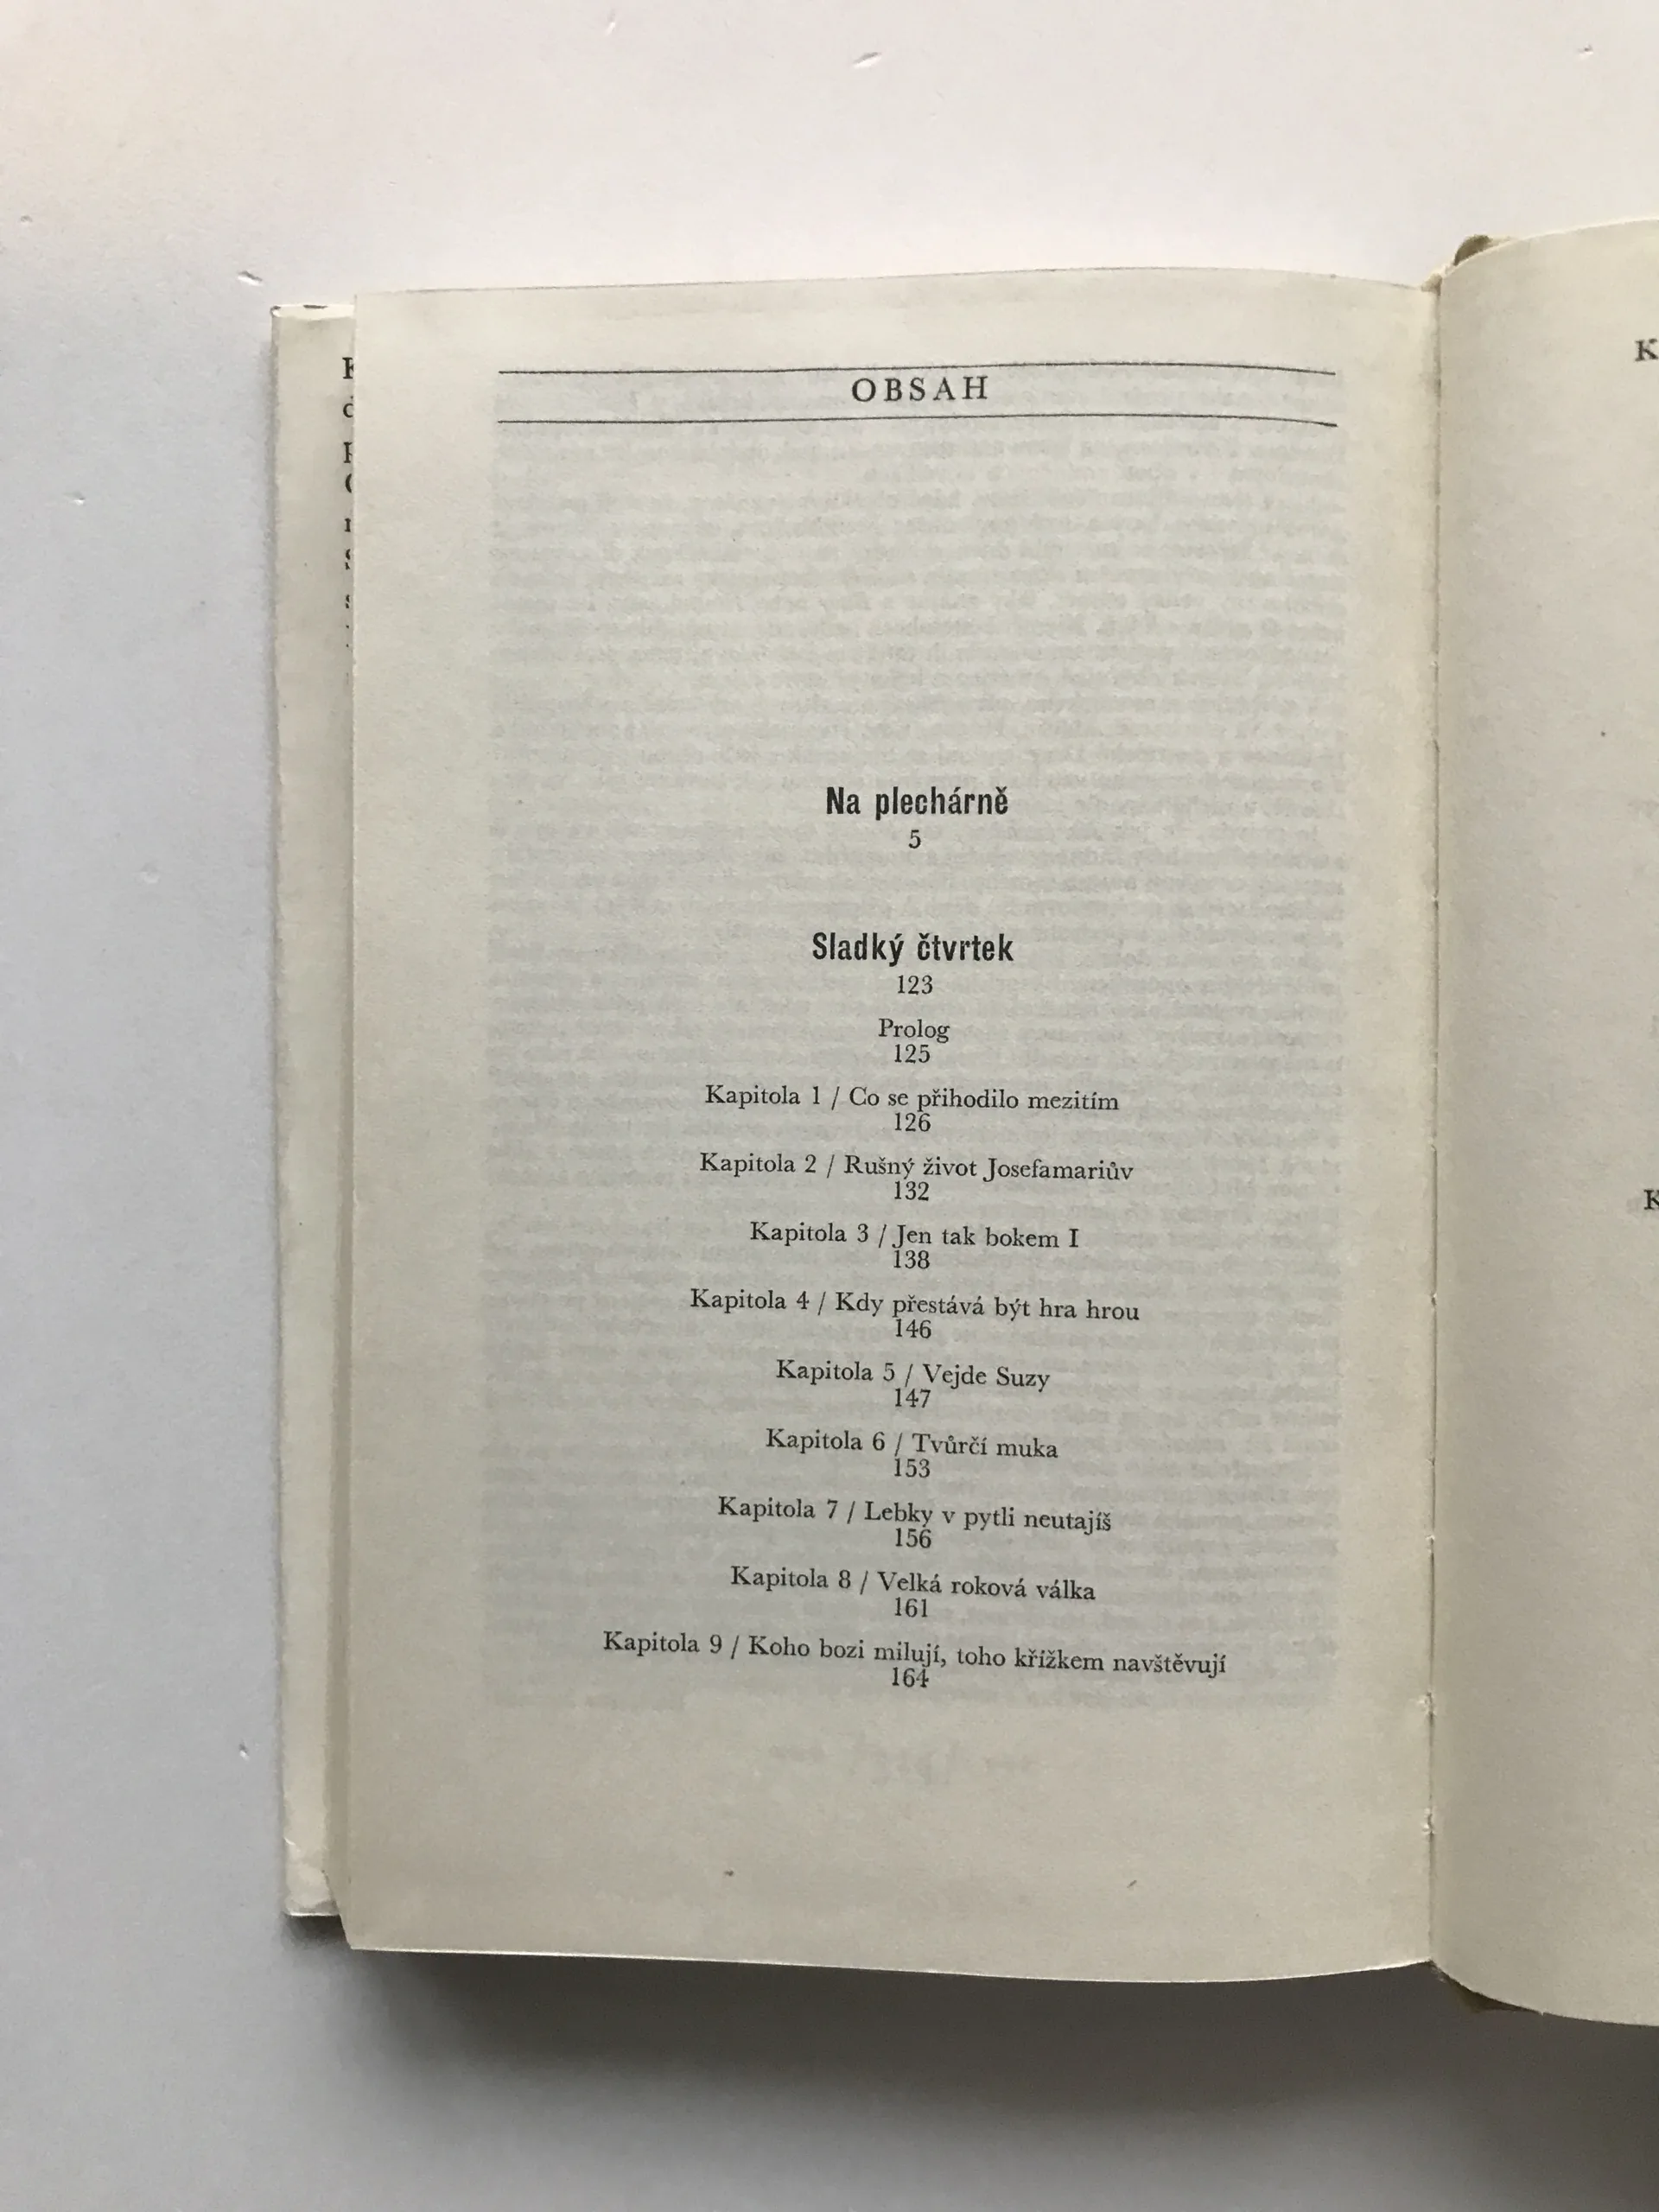 OBSAH
Na plechárně
5
Sladký čtvrtek
123
Prolog
125
Kapitola 1 / Co se přihodilo mezitím
126
Kapitola 2 / Rušný život Josefamariův
132
Kapitola 3 / Jen tak bokem I
138
Kapitola 4 / Kdy přestává být hra hrou
146
Kapitola 5 / Vejde Suzy
147
Kapitola 6 / Tvůrčí muka
153
Kapitola 7 / Lebky v pytli neutajíš
156
Kapitola 8 / Velká roková válka
161
Kapitola 9 / Koho bozi milují, toho křížkem navštěvují
164